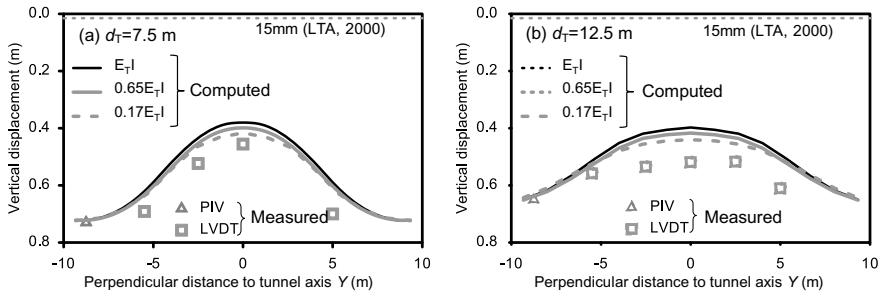 (a) dT=7.5 m
15mm (LTA, 2000)
ETI
0.65ETI
0.17ETI
Computed
PIV
LVDT
Measured
0.0
0.2
0.4
0.6
0.8
Vertical displacement (m)
-10
-5
0
5
10
Perpendicular distance to tunnel axis Y (m)
(b) dT=12.5 m
15mm (LTA, 2000)
ETI
0.65ETI
0.17ETI
Computed
PIV
LVDT
Measured
0.0
0.2
0.4
0.6
0.8
Vertical displacement (m)
-10
-5
0
5
10
Perpendicular distance to tunnel axis Y (m)